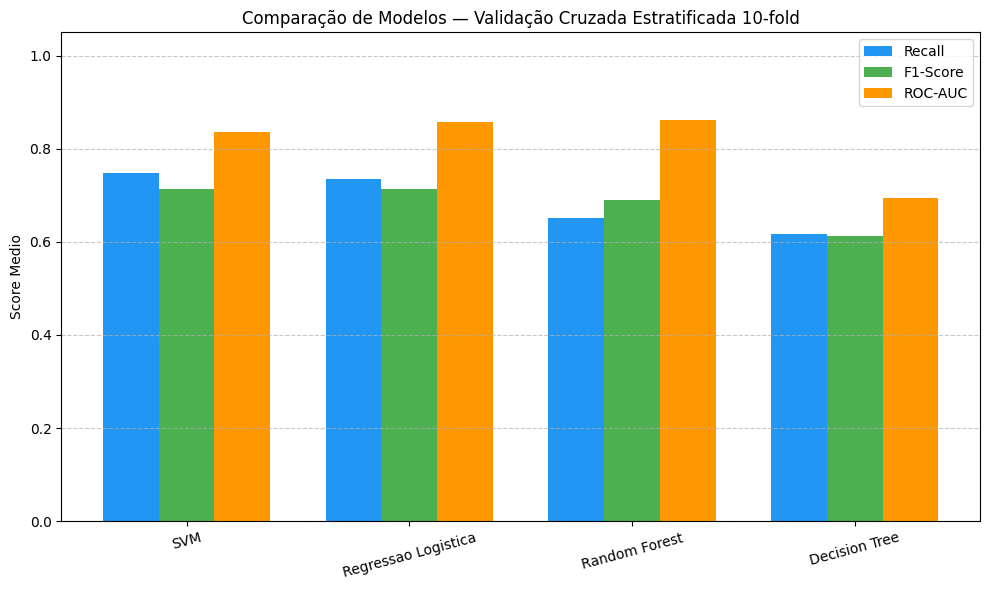 Comparação de Modelos — Validação Cruzada Estratificada 10-fold
Recall
F1-Score
ROC-AUC
Score Medio
1.0
0.8
0.6
0.4
0.2
0.0
SVM
Regressao Logistica
Random Forest
Decision Tree